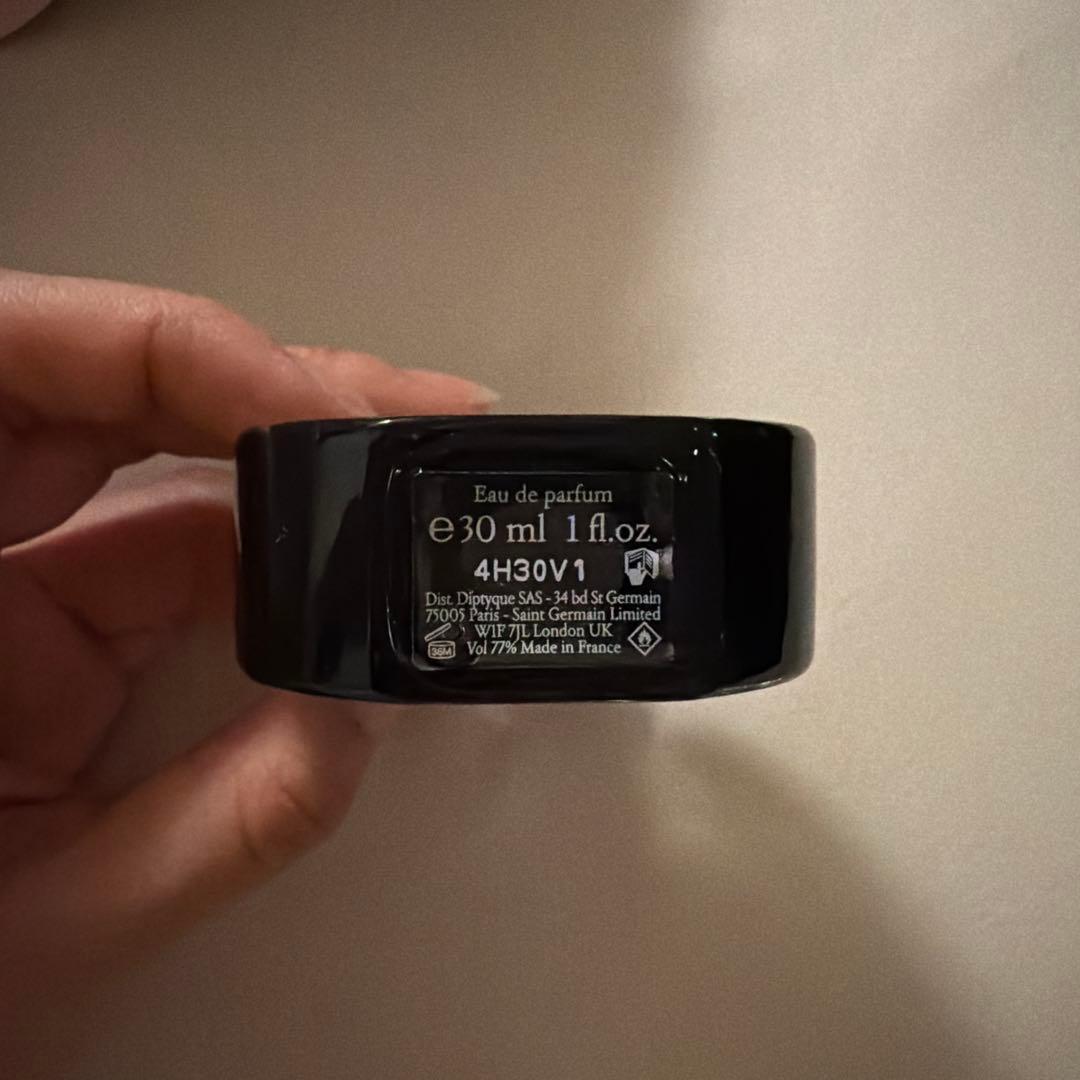 Eau de parfum
℮30 ml 1 fl.oz.
4H30V1
Dist. Diptyque SAS - 34 bd St Germain
75005 Paris - Saint Germain Limited
W1F 7JL London UK
36M Vol 77% Made in France